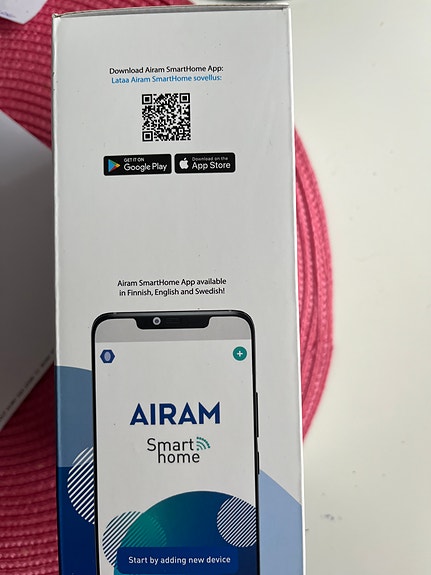 Download Airam SmartHome App:
Lataa Airam SmartHome sovellus:
GET IT ON
Google Play
Download on the
App Store
Airam SmartHome App available
in Finnish, English and Swedish!
AIRAM
Smart
home
Start by adding new device